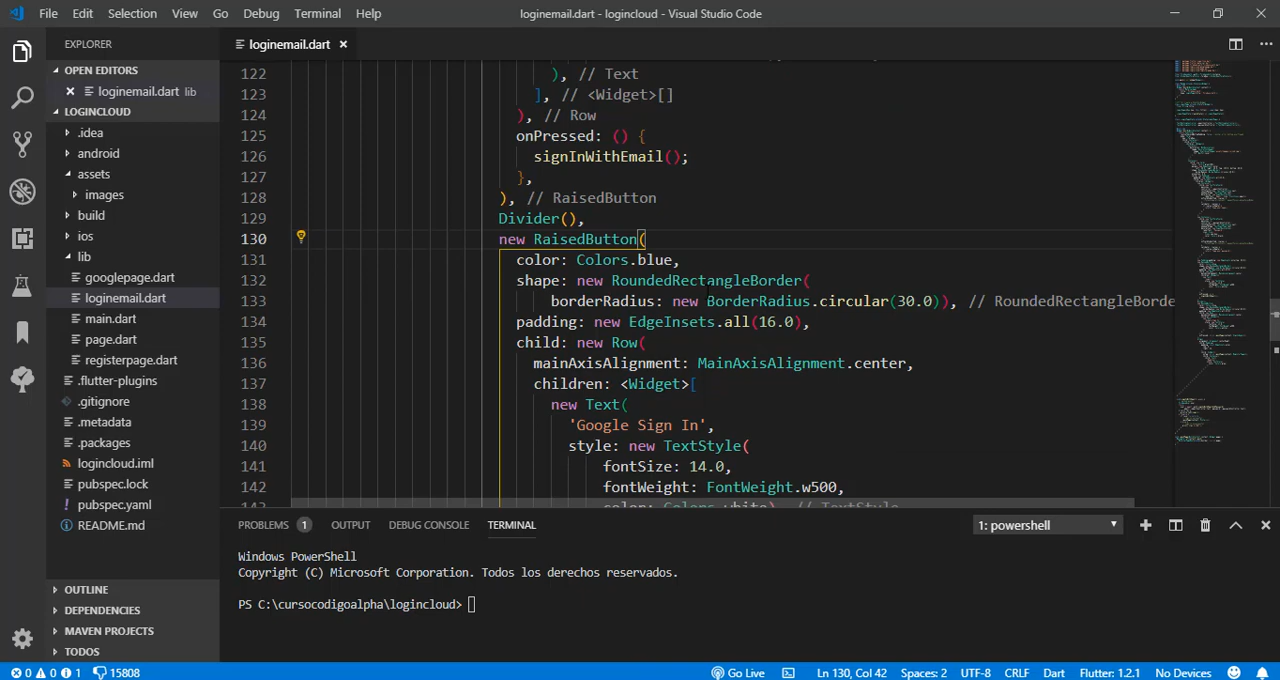 File Edit Selection View Go Debug Terminal Help loginemail.dart - logincloud - Visual Studio Code
EXPLORER
OPEN EDITORS
loginemail.dart lib
LOGINCLOUD
.idea
android
assets
images
build
ios
lib
googlepage.dart
loginemail.dart
main.dart
page.dart
registerpage.dart
.flutter-plugins
.gitignore
.metadata
.packages
logincloud.iml
pubspec.lock
pubspec.yaml
README.md
OUTLINE
DEPENDENCIES
MAVEN PROJECTS
TODOS
loginemail.dart
122 ), // Text
123 ], // <Widget>[]
124 ), // Row
125 onPressed: () {
126 signInWithEmail();
127 },
128 ), // RaisedButton
129 Divider(),
130 new RaisedButton(
131 color: Colors.blue,
132 shape: new RoundedRectangleBorder(
133 borderRadius: new BorderRadius.circular(30.0)), // RoundedRectangleBorde
134 padding: new EdgeInsets.all(16.0),
135 child: new Row(
136 mainAxisAlignment: MainAxisAlignment.center,
137 children: <Widget>[
138 new Text(
139 'Google Sign In',
140 style: new TextStyle(
141 fontSize: 14.0,
142 fontWeight: FontWeight.w500,
color: Colors.white), // TextStyle
PROBLEMS 1 OUTPUT DEBUG CONSOLE TERMINAL 1: powershell
Windows PowerShell
Copyright (C) Microsoft Corporation. Todos los derechos reservados.
PS C:\cursocodigoalpha\logincloud>
0 0 1 15808 Go Live Ln 130, Col 42 Spaces: 2 UTF-8 CRLF Dart Flutter: 1.2.1 No Devices